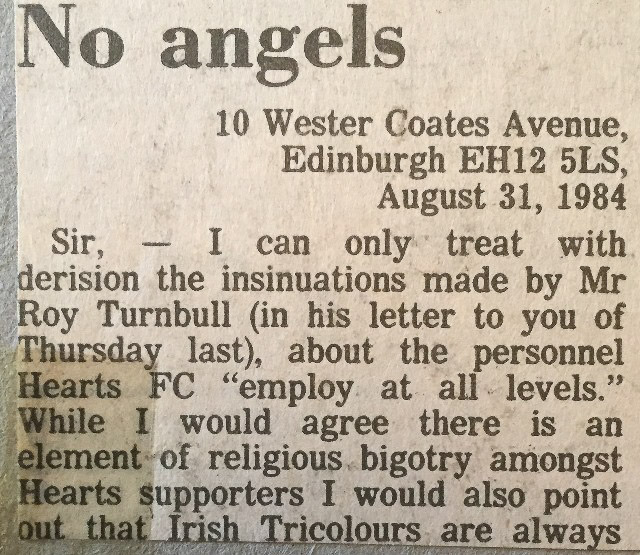 No angels
10 Wester Coates Avenue,
Edinburgh EH12 5LS,
August 31, 1984
Sir, — I can only treat with
derision the insinuations made by Mr
Roy Turnbull (in his letter to you of
Thursday last), about the personnel
Hearts FC “employ at all levels.”
While I would agree there is an
element of religious bigotry amongst
Hearts supporters I would also point
out that Irish Tricolours are always